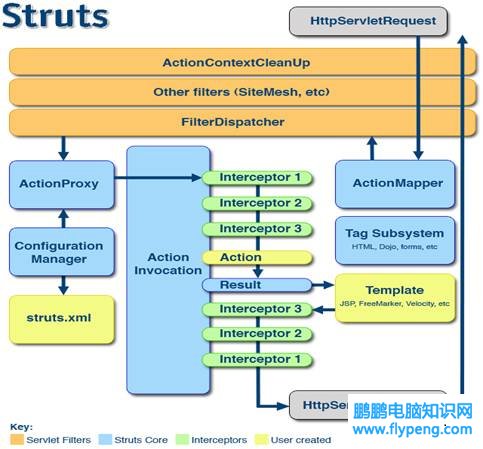 Struts
HttpServletRequest
ActionContextCleanUp
Other filters (SiteMesh, etc)
FilterDispatcher
ActionProxy
Interceptor 1
ActionMapper
Interceptor 2
Interceptor 3
Tag Subsystem
HTML, Dojo, forms, etc
Configuration
Manager
Action
Invocation
Action
Result
Template
JSP, FreeMarker, Velocity, etc
struts.xml
Interceptor 3
Interceptor 2
Interceptor 1
HttpSer
鹏鹏电脑知识网
www.flypeng.com
Key:
Servlet Filters
Struts Core
Interceptors
User created